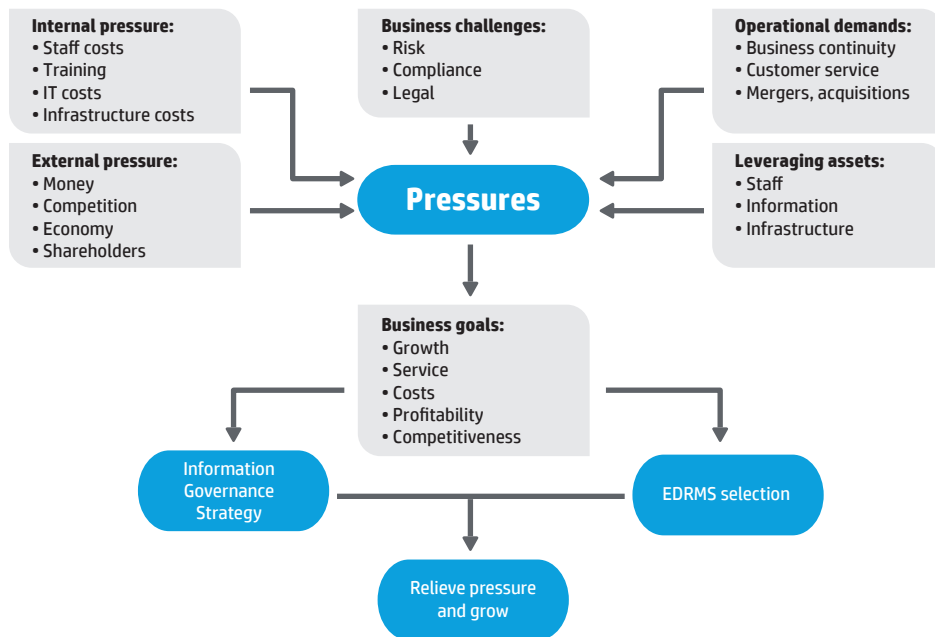 Internal pressure:
• Staff costs
• Training
• IT costs
• Infrastructure costs
Business challenges:
• Risk
• Compliance
• Legal
Operational demands:
• Business continuity
• Customer service
• Mergers, acquisitions
External pressure:
• Money
• Competition
• Economy
• Shareholders
Pressures
Leveraging assets:
• Staff
• Information
• Infrastructure
Business goals:
• Growth
• Service
• Costs
• Profitability
• Competitiveness
Information
Governance
Strategy
EDRMS selection
Relieve pressure
and grow